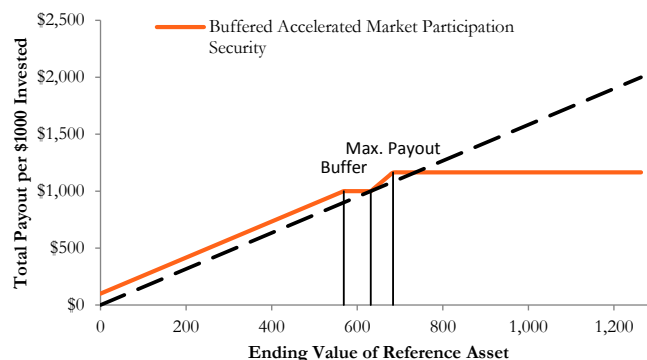 $2,500
Buffered Accelerated Market Participation
Security
$2,000
$1,500
Max. Payout
Buffer
$1,000
$500
$0
0 200 400 600 800 1,000 1,200
Total Payout per $1000 Invested
Ending Value of Reference Asset